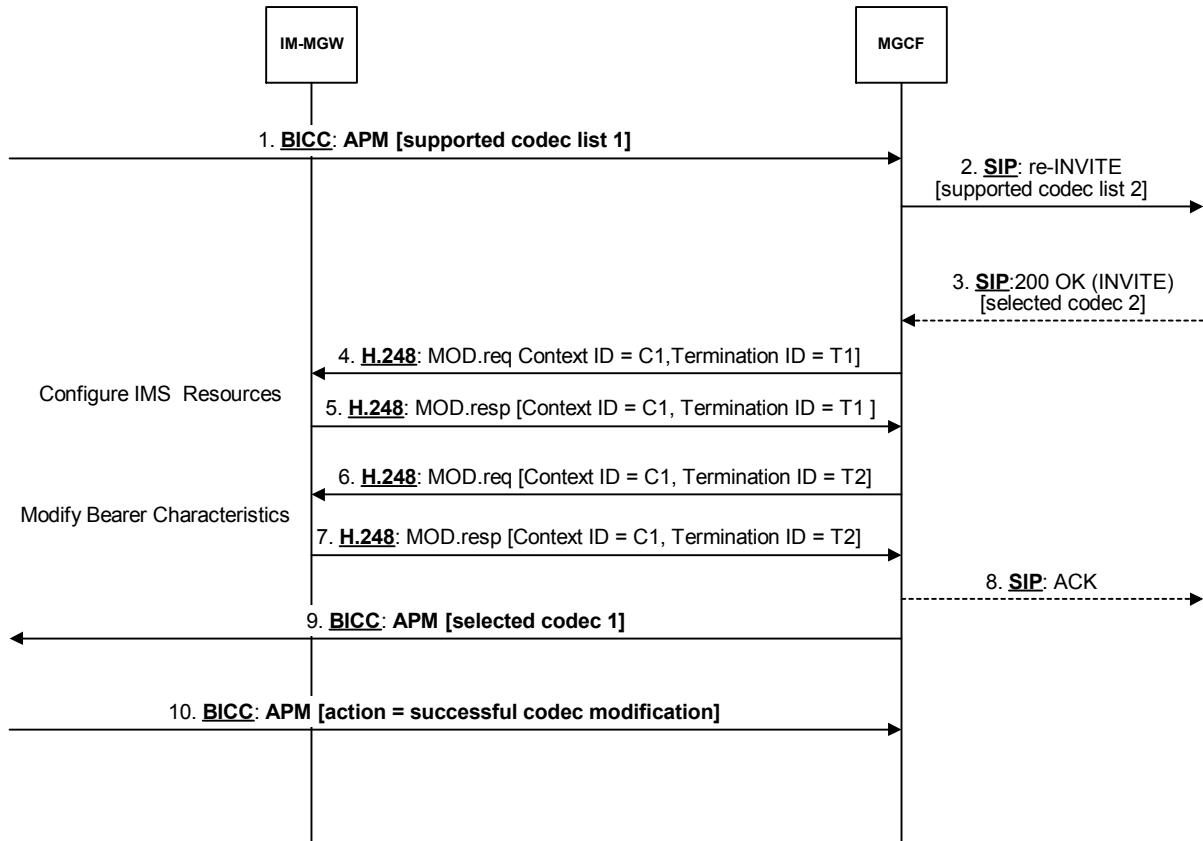 IM-MGW
MGCF
1. BICC: APM [supported codec list 1]
2. SIP: re-INVITE
[supported codec list 2]
3. SIP:200 OK (INVITE)
[selected codec 2]
4. H.248: MOD.req Context ID = C1,Termination ID = T1]
Configure IMS Resources
5. H.248: MOD.resp [Context ID = C1, Termination ID = T1 ]
6. H.248: MOD.req [Context ID = C1, Termination ID = T2]
Modify Bearer Characteristics
7. H.248: MOD.resp [Context ID = C1, Termination ID = T2]
8. SIP: ACK
9. BICC: APM [selected codec 1]
10. BICC: APM [action = successful codec modification]